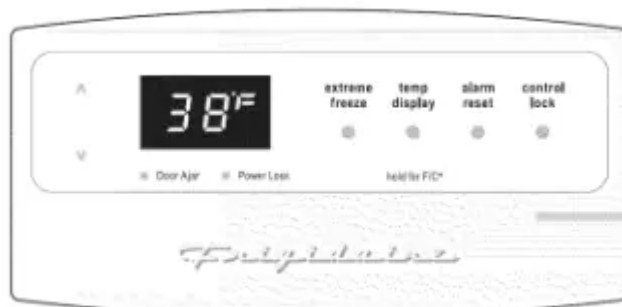 38°F
extreme freeze
temp display
alarm reset
control lock
Door Ajar
Power Loss
hold for F/C°
Frigidaire